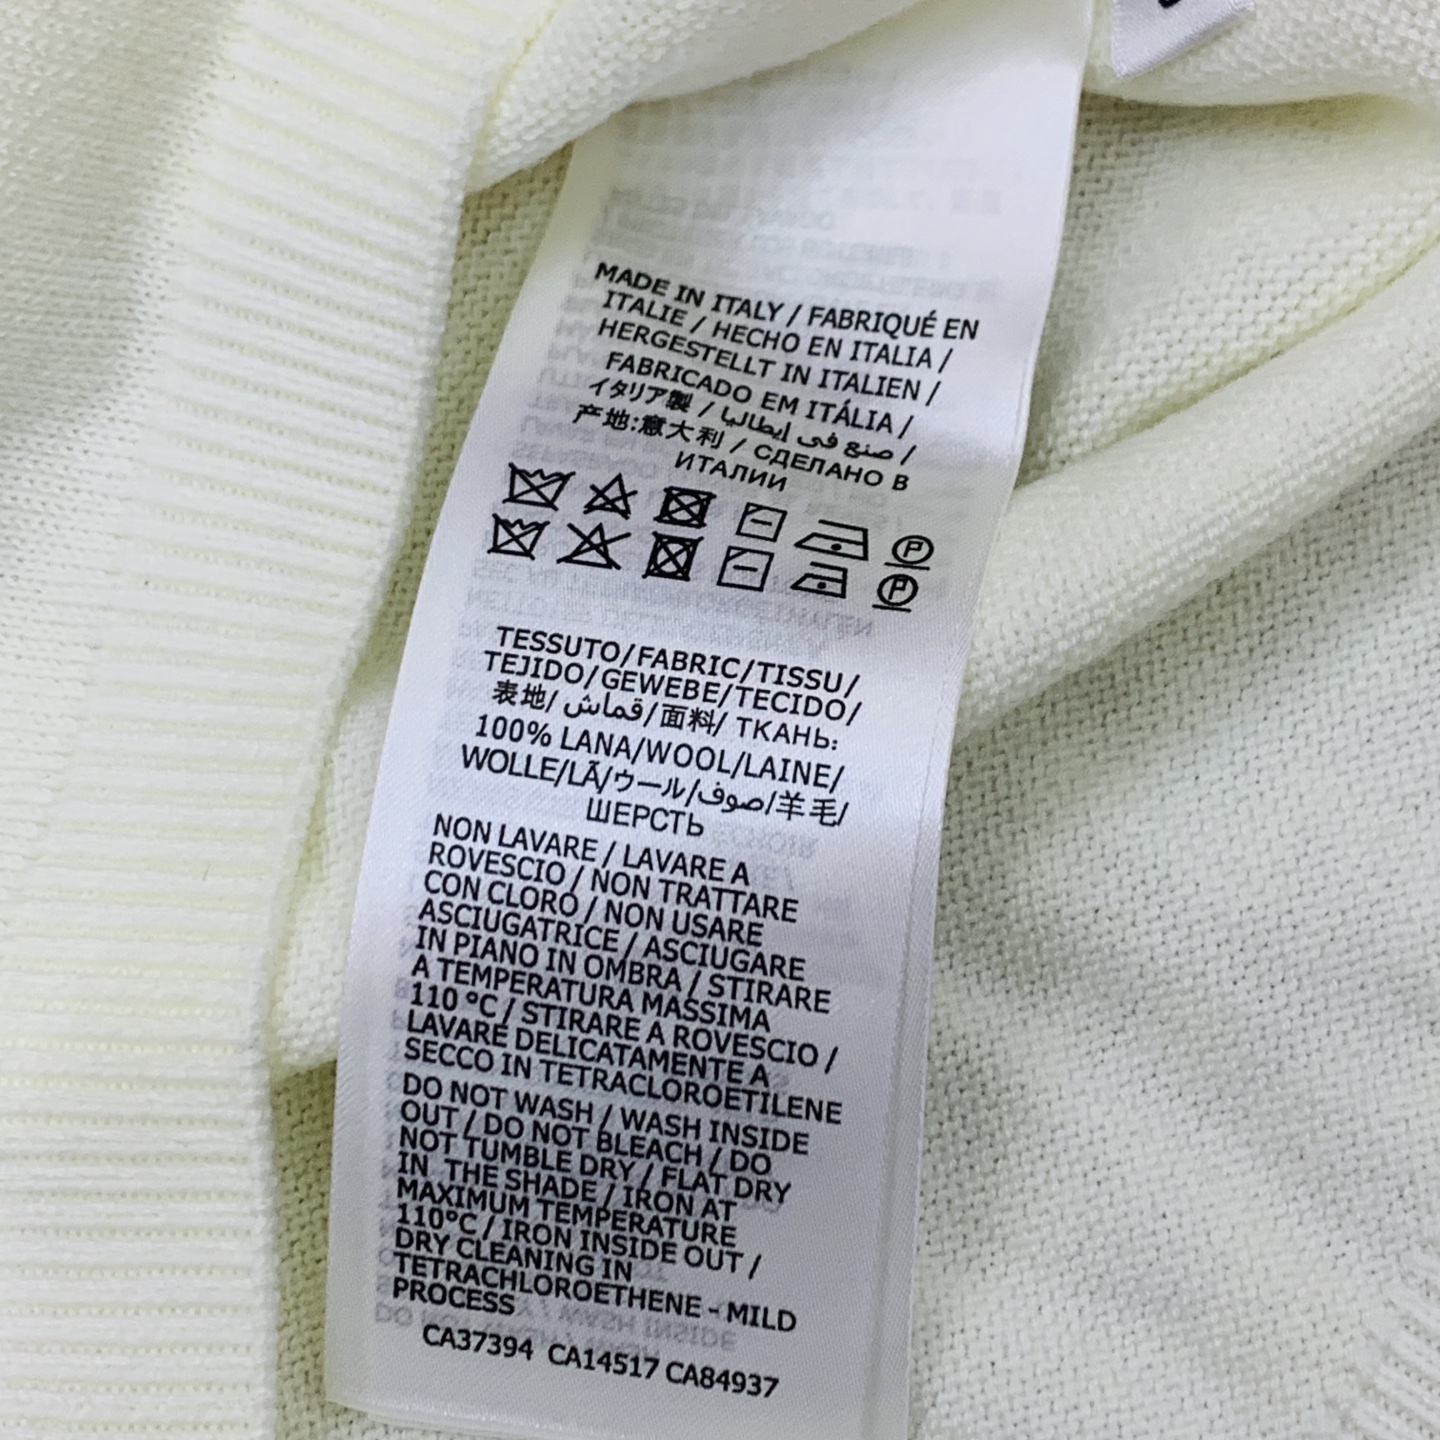 MADE IN ITALY / FABRIQUÉ EN
ITALIE / HECHO EN ITALIA /
HERGESTELLT IN ITALIEN /
FABRICADO EM ITÁLIA /
イタリア製 / صنع في إيطاليا /
产地:意大利 / СДЕЛАНО В
ИТАЛИИ
P
P
TESSUTO/FABRIC/TISSU/
TEJIDO/GEWEBE/TECIDO/
表地/قماش/面料/ ТКАНЬ:
100% LANA/WOOL/LAINE/
WOLLE/LÃ/ウール/صوف/羊毛/
ШЕРСТЬ
NON LAVARE / LAVARE A
ROVESCIO / NON TRATTARE
CON CLORO / NON USARE
ASCIUGATRICE / ASCIUGARE
IN PIANO IN OMBRA / STIRARE
A TEMPERATURA MASSIMA
110 °C / STIRARE A ROVESCIO /
LAVARE DELICATAMENTE A
SECCO IN TETRACLOROETILENE
DO NOT WASH / WASH INSIDE
OUT / DO NOT BLEACH / DO
NOT TUMBLE DRY / FLAT DRY
IN THE SHADE / IRON AT
MAXIMUM TEMPERATURE
110°C / IRON INSIDE OUT /
DRY CLEANING IN
TETRACHLOROETHENE - MILD
PROCESS
CA37394 CA14517 CA84937